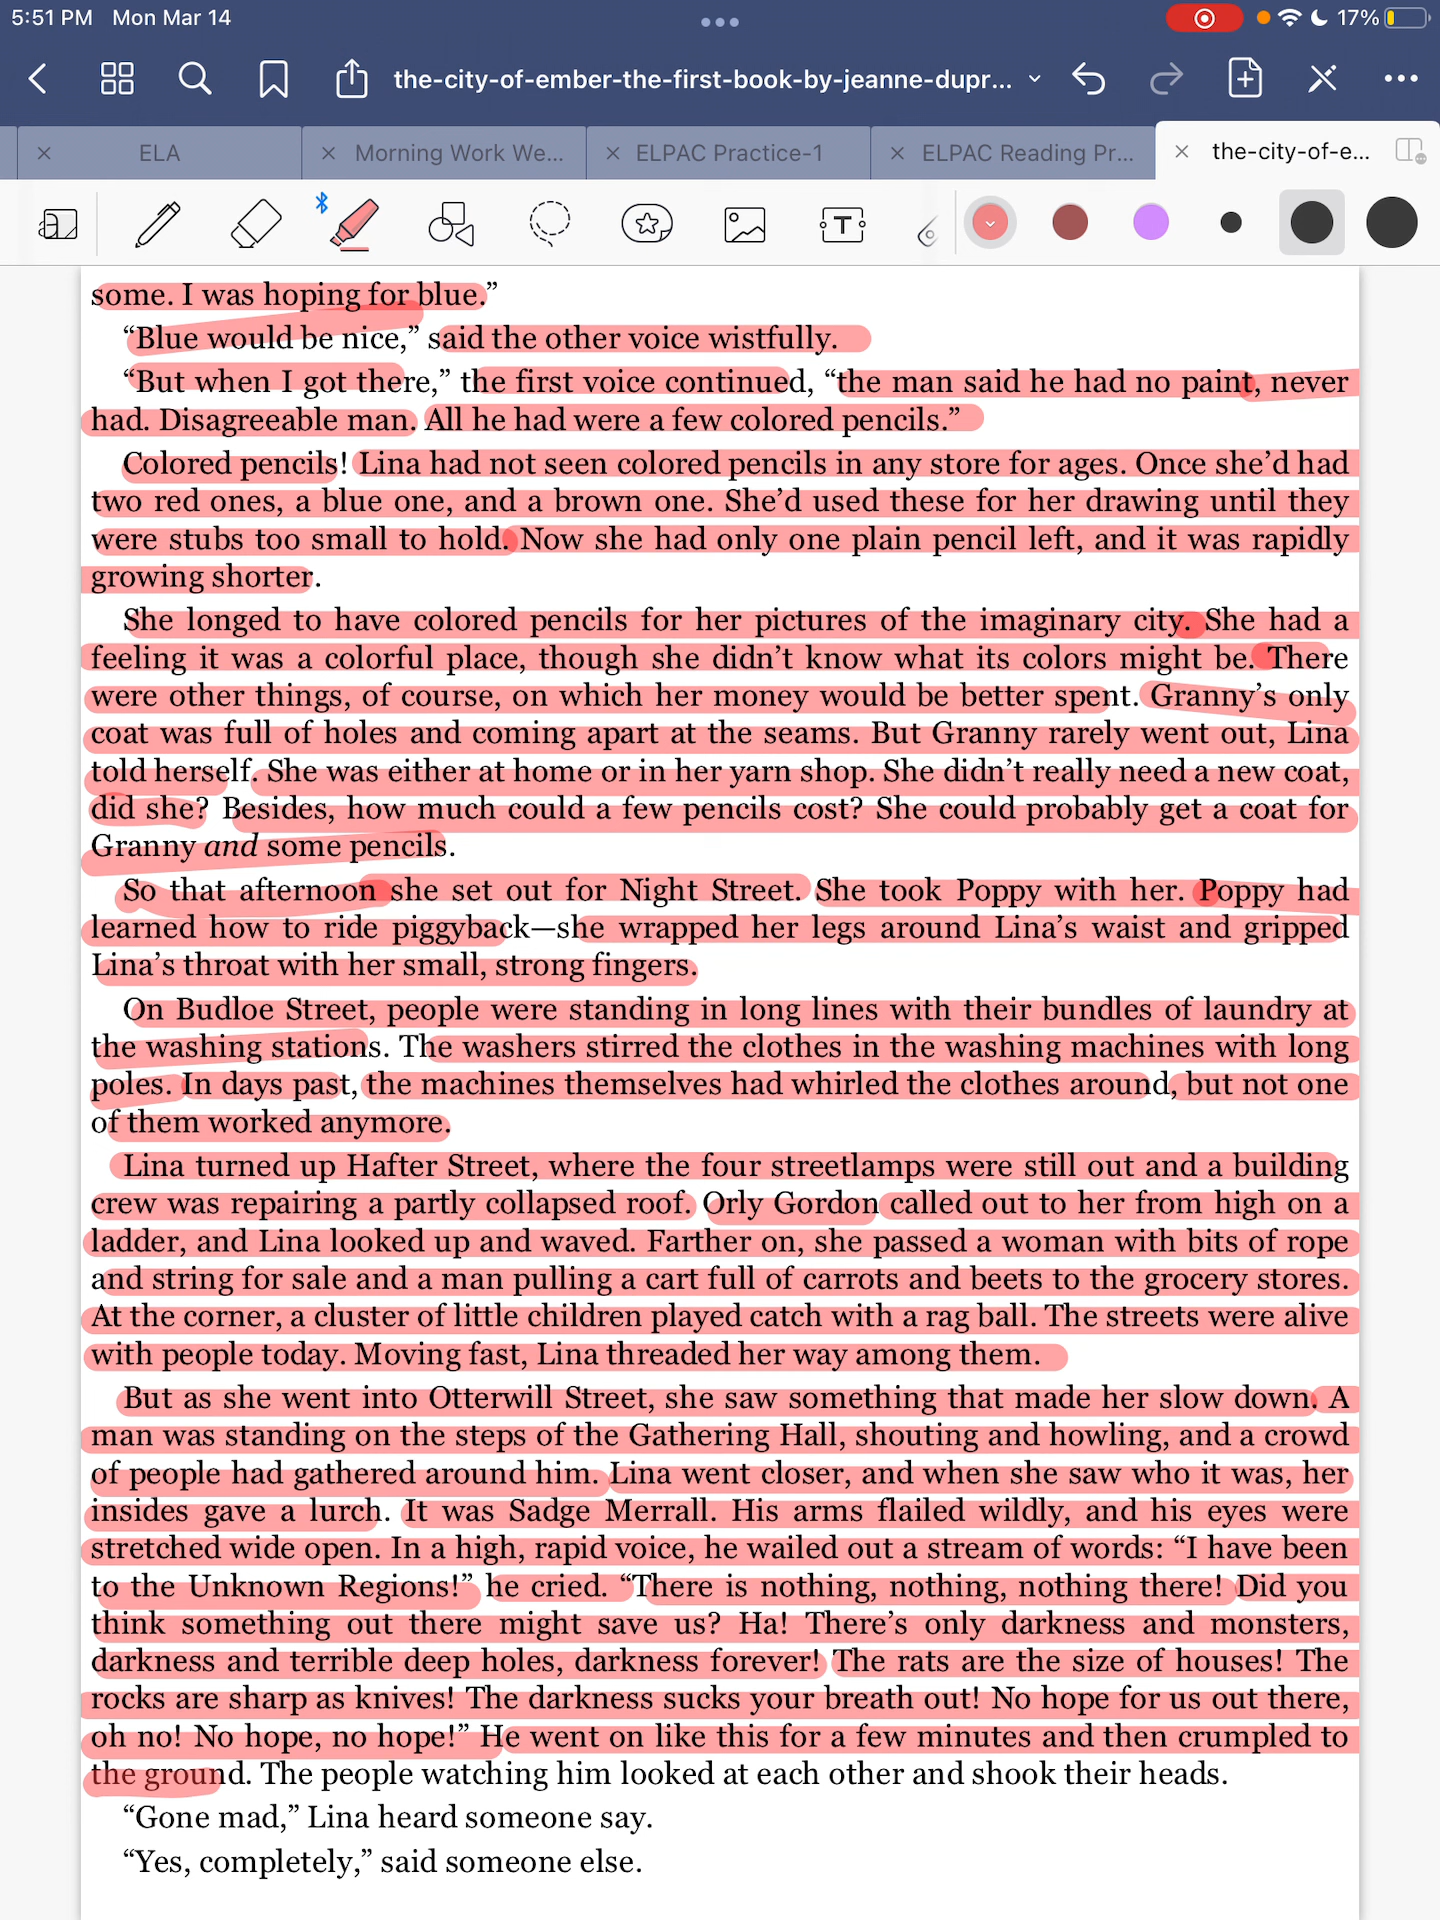 5:51 PM Mon Mar 14 17%
the-city-of-ember-the-first-book-by-jeanne-dupr...
ELA Morning Work We... ELPAC Practice-1 ELPAC Reading Pr... the-city-of-e...
some. I was hoping for blue.”
“Blue would be nice,” said the other voice wistfully.
“But when I got there,” the first voice continued, “the man said he had no paint, never
had. Disagreeable man. All he had were a few colored pencils.”
Colored pencils! Lina had not seen colored pencils in any store for ages. Once she’d had
two red ones, a blue one, and a brown one. She’d used these for her drawing until they
were stubs too small to hold. Now she had only one plain pencil left, and it was rapidly
growing shorter.
She longed to have colored pencils for her pictures of the imaginary city. She had a
feeling it was a colorful place, though she didn’t know what its colors might be. There
were other things, of course, on which her money would be better spent. Granny’s only
coat was full of holes and coming apart at the seams. But Granny rarely went out, Lina
told herself. She was either at home or in her yarn shop. She didn’t really need a new coat,
did she? Besides, how much could a few pencils cost? She could probably get a coat for
Granny and some pencils.
So that afternoon she set out for Night Street. She took Poppy with her. Poppy had
learned how to ride piggyback—she wrapped her legs around Lina’s waist and gripped
Lina’s throat with her small, strong fingers.
On Budloe Street, people were standing in long lines with their bundles of laundry at
the washing stations. The washers stirred the clothes in the washing machines with long
poles. In days past, the machines themselves had whirled the clothes around, but not one
of them worked anymore.
Lina turned up Hafter Street, where the four streetlamps were still out and a building
crew was repairing a partly collapsed roof. Orly Gordon called out to her from high on a
ladder, and Lina looked up and waved. Farther on, she passed a woman with bits of rope
and string for sale and a man pulling a cart full of carrots and beets to the grocery stores.
At the corner, a cluster of little children played catch with a rag ball. The streets were alive
with people today. Moving fast, Lina threaded her way among them.
But as she went into Otterwill Street, she saw something that made her slow down. A
man was standing on the steps of the Gathering Hall, shouting and howling, and a crowd
of people had gathered around him. Lina went closer, and when she saw who it was, her
insides gave a lurch. It was Sadge Merrall. His arms flailed wildly, and his eyes were
stretched wide open. In a high, rapid voice, he wailed out a stream of words: “I have been
to the Unknown Regions!” he cried. “There is nothing, nothing, nothing there! Did you
think something out there might save us? Ha! There’s only darkness and monsters,
darkness and terrible deep holes, darkness forever! The rats are the size of houses! The
rocks are sharp as knives! The darkness sucks your breath out! No hope for us out there,
oh no! No hope, no hope!” He went on like this for a few minutes and then crumpled to
the ground. The people watching him looked at each other and shook their heads.
“Gone mad,” Lina heard someone say.
“Yes, completely,” said someone else.